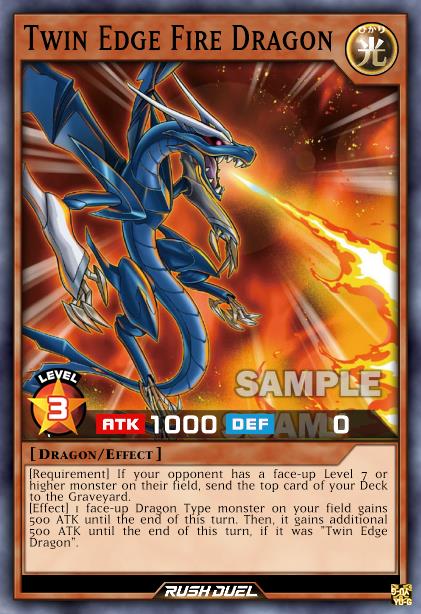 TWIN EDGE FIRE DRAGON
ひかり
光
SAMPLE
LEVEL
3
ATK 1000 DEF 0
[DRAGON/EFFECT]
[Requirement] If your opponent has a face-up Level 7 or
higher monster on their field, send the top card of your Deck
to the Graveyard.
[Effect] 1 face-up Dragon Type monster on your field gains
500 ATK until the end of this turn. Then, it gains additional
500 ATK until the end of this turn, if it was "Twin Edge
Dragon".
RUSH DUEL